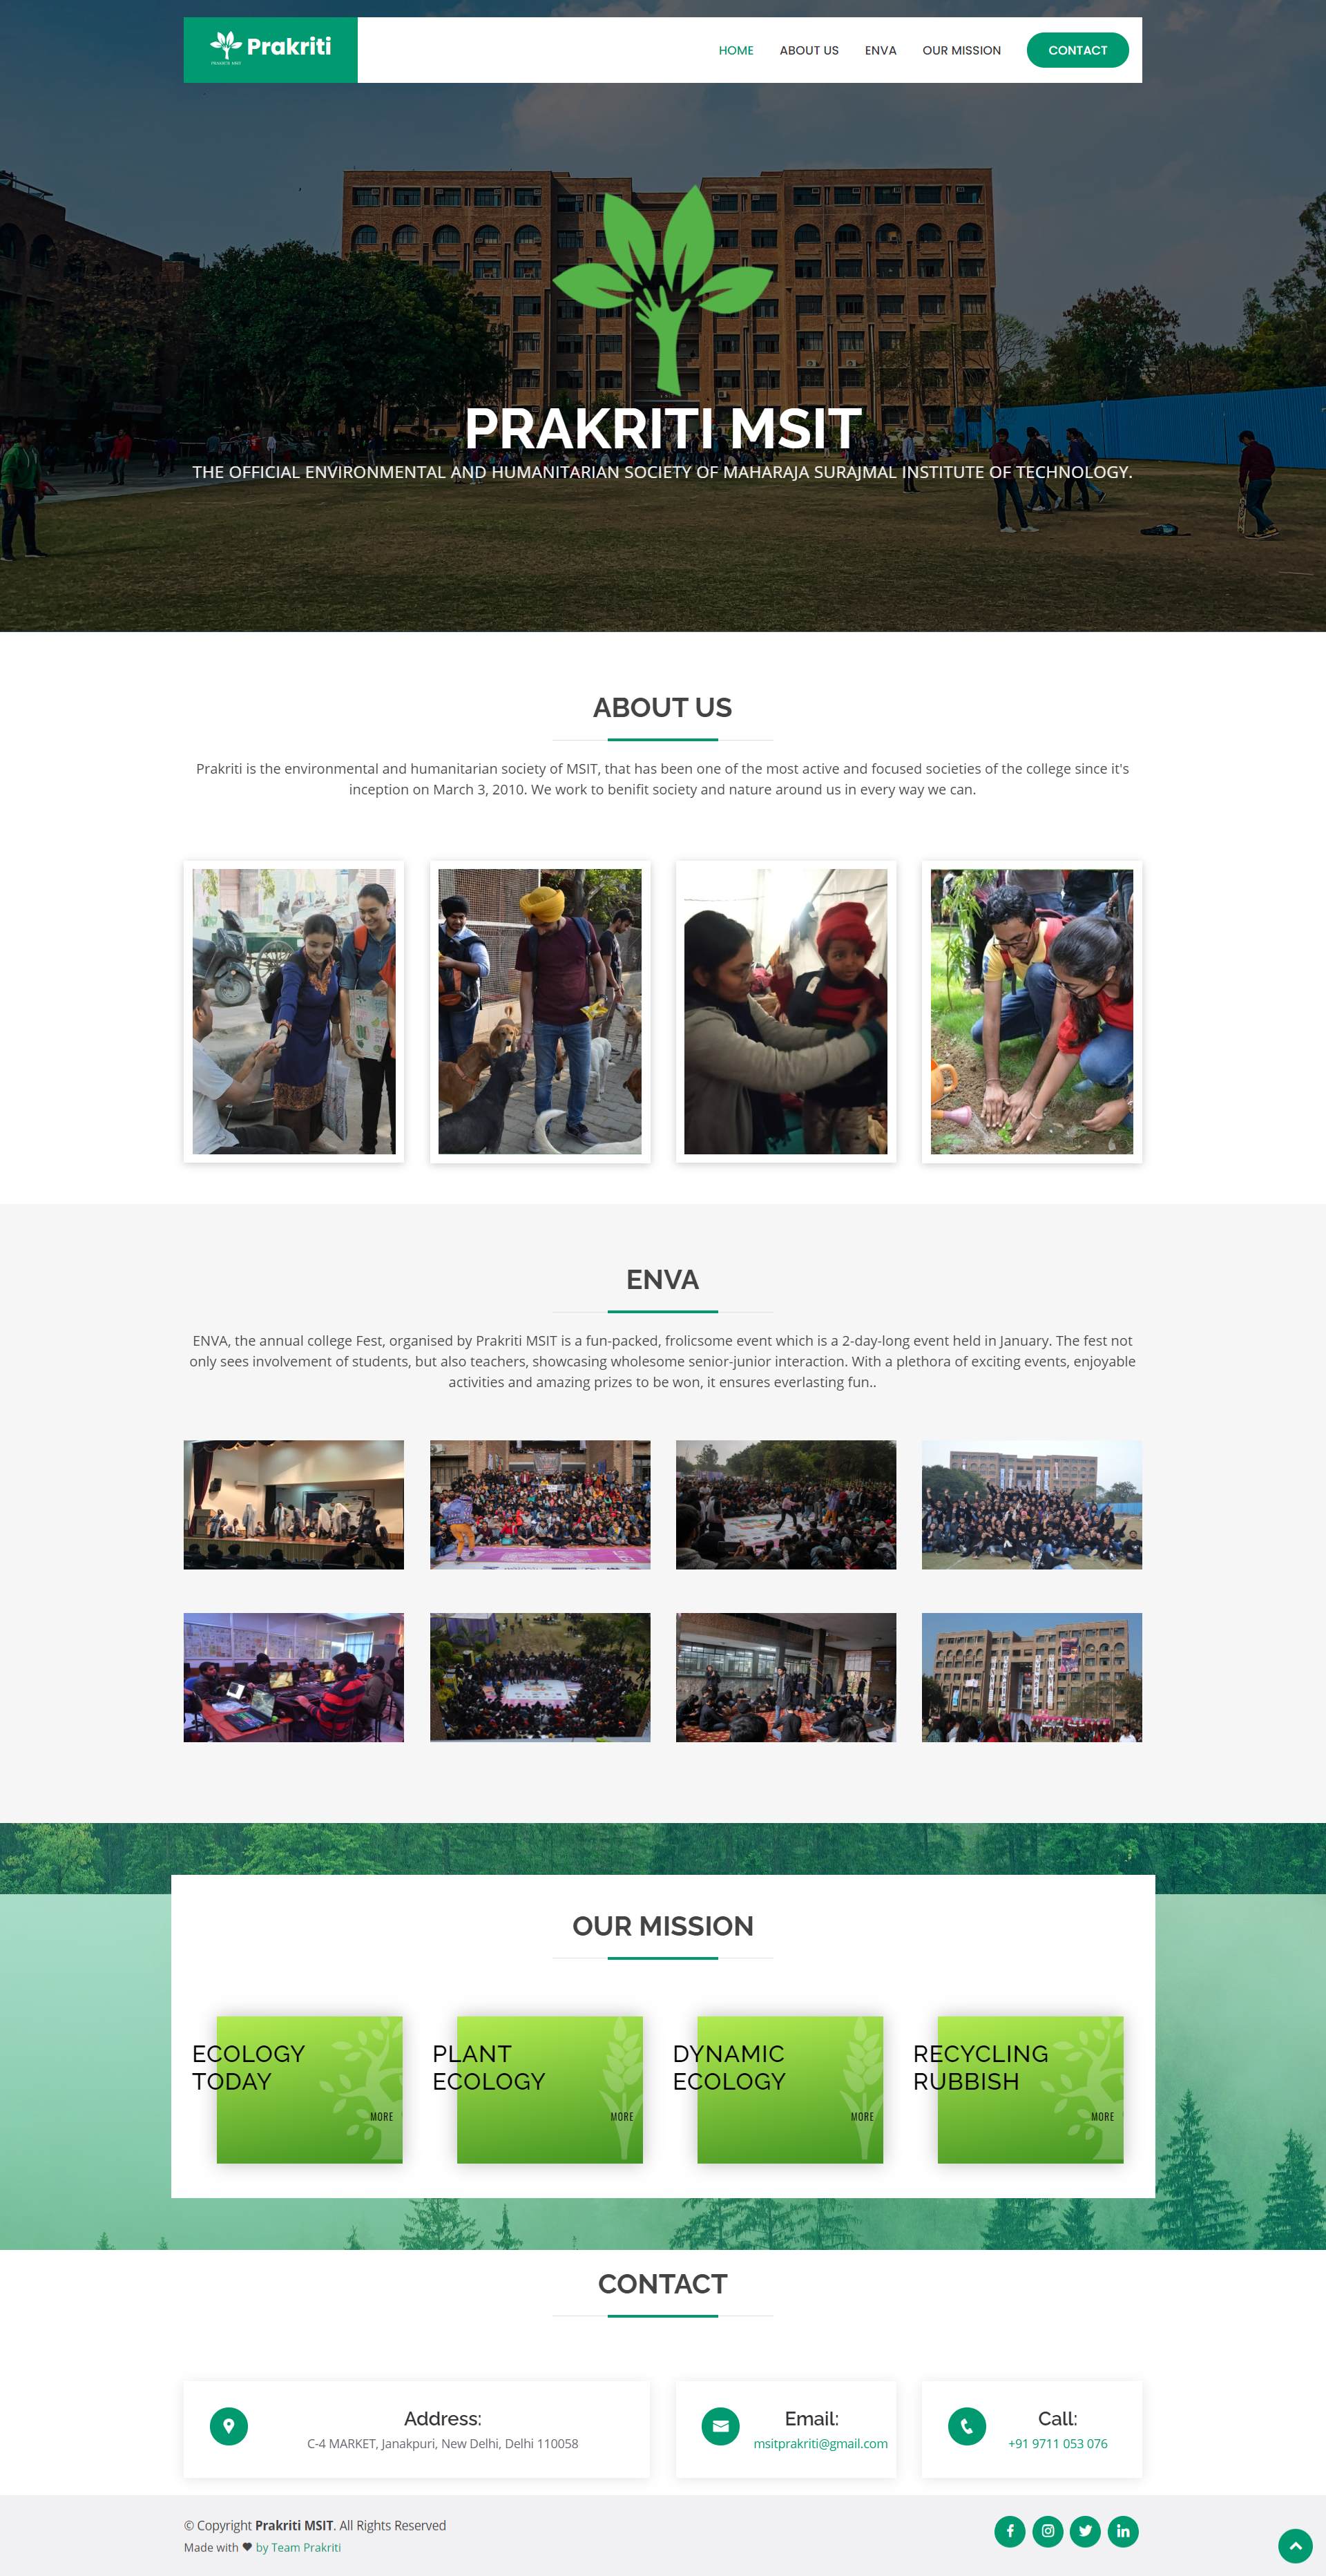 Prakriti
PRAKRITI MSIT
HOME ABOUT US ENVA OUR MISSION CONTACT
PRAKRITI MSIT
THE OFFICIAL ENVIRONMENTAL AND HUMANITARIAN SOCIETY OF MAHARAJA SURAJMAL INSTITUTE OF TECHNOLOGY.
ABOUT US
Prakriti is the environmental and humanitarian society of MSIT, that has been one of the most active and focused societies of the college since it's
inception on March 3, 2010. We work to benifit society and nature around us in every way we can.
ENVA
ENVA, the annual college Fest, organised by Prakriti MSIT is a fun-packed, frolicsome event which is a 2-day-long event held in January. The fest not
only sees involvement of students, but also teachers, showcasing wholesome senior-junior interaction. With a plethora of exciting events, enjoyable
activities and amazing prizes to be won, it ensures everlasting fun..
OUR MISSION
ECOLOGY
TODAY
MORE
PLANT
ECOLOGY
MORE
DYNAMIC
ECOLOGY
MORE
RECYCLING
RUBBISH
MORE
CONTACT
Address:
C-4 MARKET, Janakpuri, New Delhi, Delhi 110058
Email:
msitprakriti@gmail.com
Call:
+91 9711 053 076
© Copyright Prakriti MSIT. All Rights Reserved
Made with ♥ by Team Prakriti